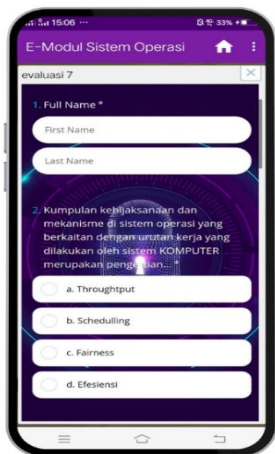 15:06 ··· 33%
E-Modul Sistem Operasi
evaluasi 7
1. Full Name *
First Name
Last Name
2. Kumpulan kebijaksanaan dan
mekanisme di sistem operasi yang
berkaitan dengan urutan kerja yang
dilakukan oleh sistem KOMPUTER
merupakan pengertian... *
a. Throughtput
b. Schedulling
c. Fairness
d. Efesiensi